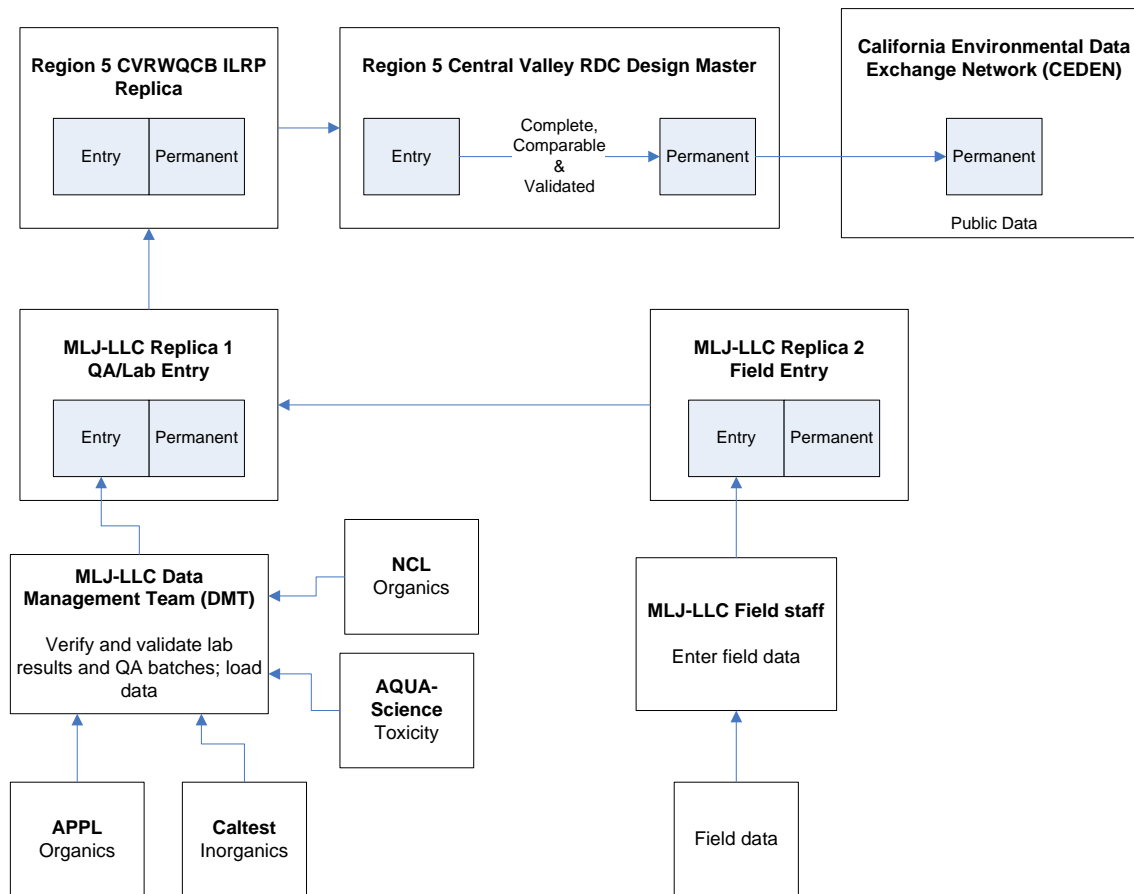 Region 5 CVRWQCB ILRP
Replica
Entry
Permanent
Region 5 Central Valley RDC Design Master
Entry
Complete,
Comparable
&
Validated
Permanent
California Environmental Data
Exchange Network (CEDEN)
Permanent
Public Data
MLJ-LLC Replica 1
QA/Lab Entry
Entry
Permanent
MLJ-LLC Replica 2
Field Entry
Entry
Permanent
MLJ-LLC Data
Management Team (DMT)
Verify and validate lab
results and QA batches; load
data
NCL
Organics
AQUA-
Science
Toxicity
MLJ-LLC Field staff
Enter field data
APPL
Organics
Caltest
Inorganics
Field data